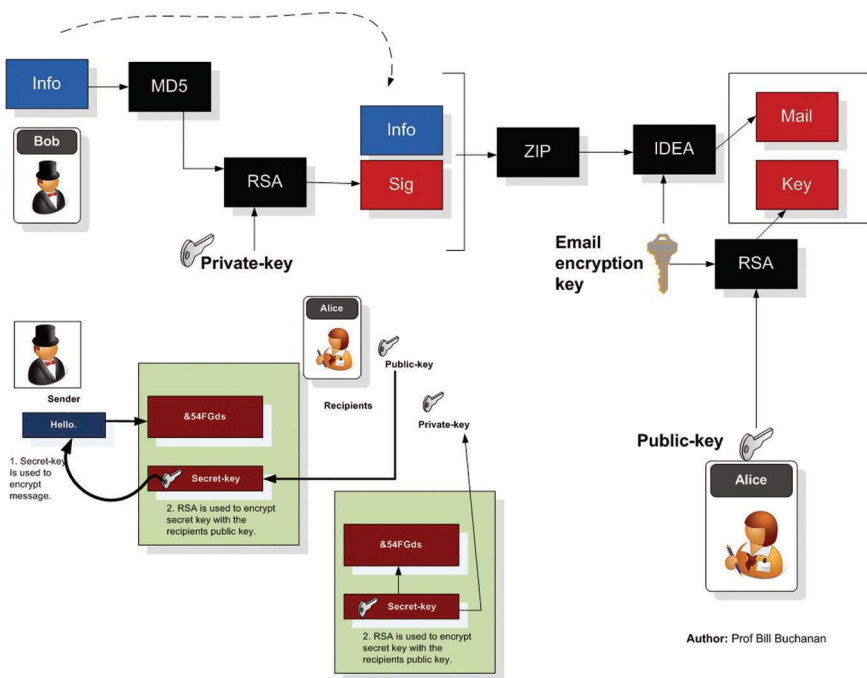 Info
MD5
Bob
RSA
Private-key
Info
Sig
ZIP
IDEA
Mail
Key
Email
encryption
key
RSA
Public-key
Alice
Sender
Hello.
1. Secret-key
Is used to
encrypt
message.
&54FGds
Secret-key
2. RSA is used to encrypt
secret key with the
recipients public key.
Alice
Public-key
Recipients
Private-key
&54FGds
Secret-key
2. RSA is used to encrypt
secret key with the
recipients public key.
Author: Prof Bill Buchanan